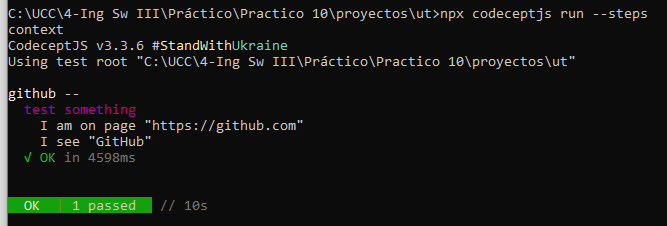 C:\UCC\4-Ing Sw III\Práctico\Practico 10\proyectos\ut>npx codeceptjs run --steps
context
CodeceptJS v3.3.6 #StandWithUkraine
Using test root "C:\UCC\4-Ing Sw III\Práctico\Practico 10\proyectos\ut"
github --
test something
I am on page "https://github.com"
I see "GitHub"
√ OK in 4598ms
OK | 1 passed // 10s